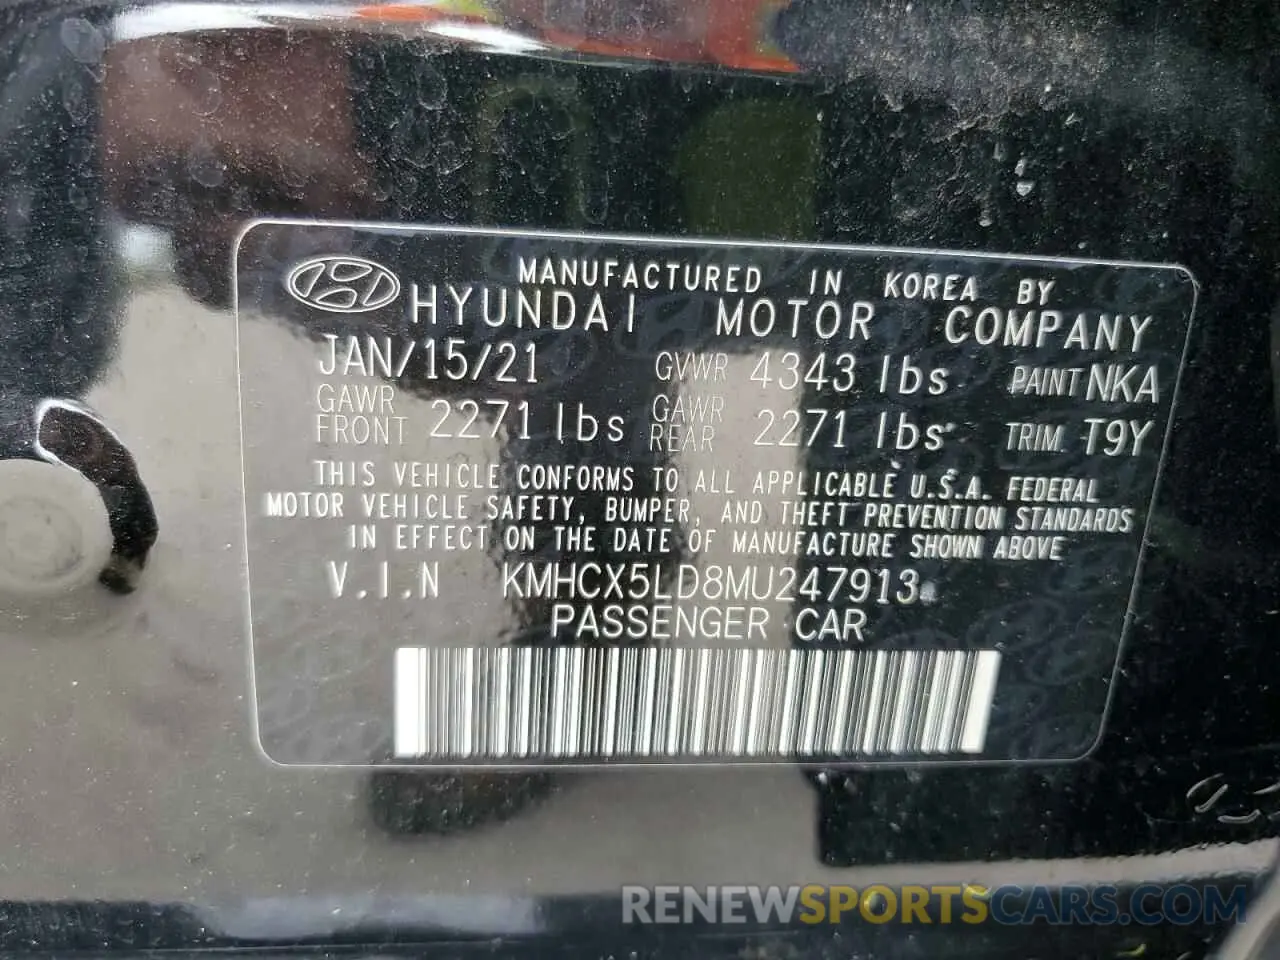 MANUFACTURED IN KOREA BY
HYUNDAI MOTOR COMPANY
JAN/15/21 GVWR 4343 lbs PAINT NKA
GAWR FRONT 2271 lbs GAWR REAR 2271 lbs TRIM. T9Y
THIS VEHICLE CONFORMS TO ALL APPLICABLE U.S.A. FEDERAL
MOTOR VEHICLE SAFETY, BUMPER, AND THEFT PREVENTION STANDARDS
IN EFFECT ON THE DATE OF MANUFACTURE SHOWN ABOVE
V.I.N KMHCX5LD8MU247913
PASSENGER CAR
RENEWSPORTSCARS.COM